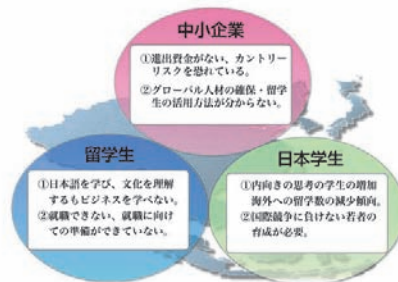 中小企業
①進出資金がない、カントリー
リスクを恐れている。
②グローバル人材の確保・留学
生の活用方法が分からない。
留学生
①日本語を学び、文化を理解
するもビジネスを学べない。
②就職できない、就職に向け
ての準備ができていない。
日本学生
①内向きの思考の学生の増加
海外への留学数の減少傾向。
②国際競争に負けない若者の
育成が必要。